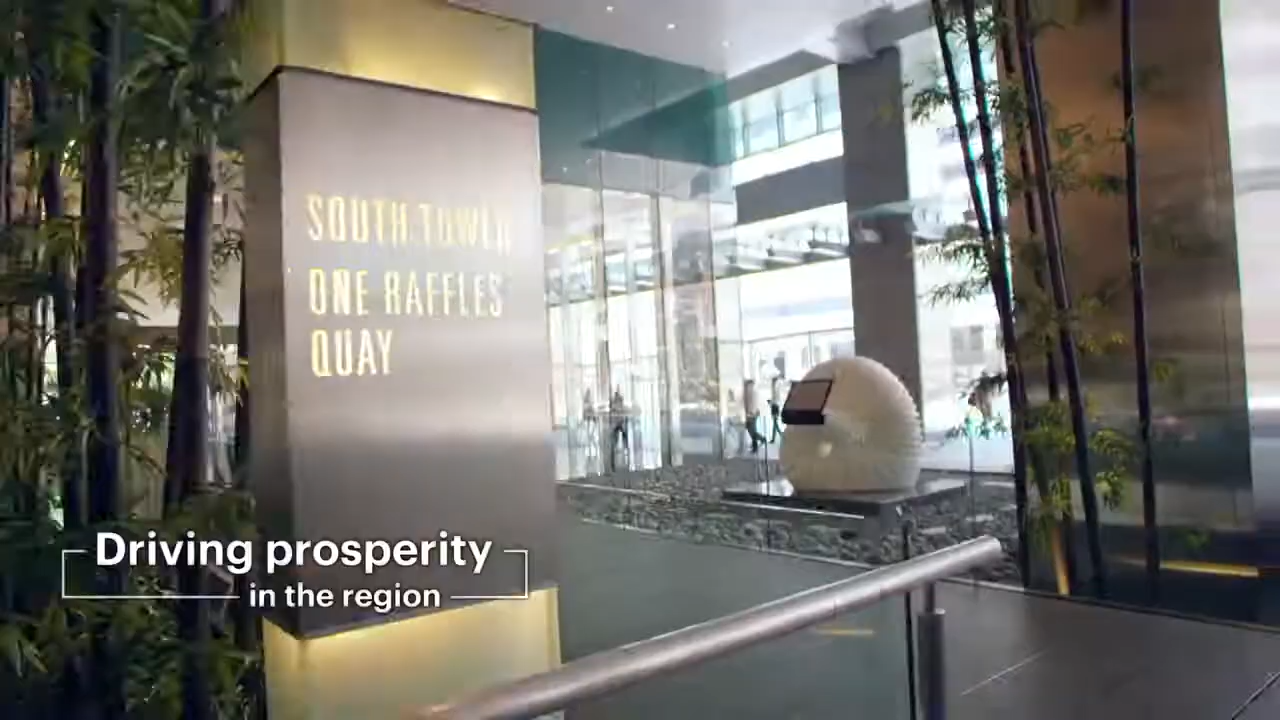 SOUTH TOWER
ONE RAFFLES
QUAY
Driving prosperity
in the region